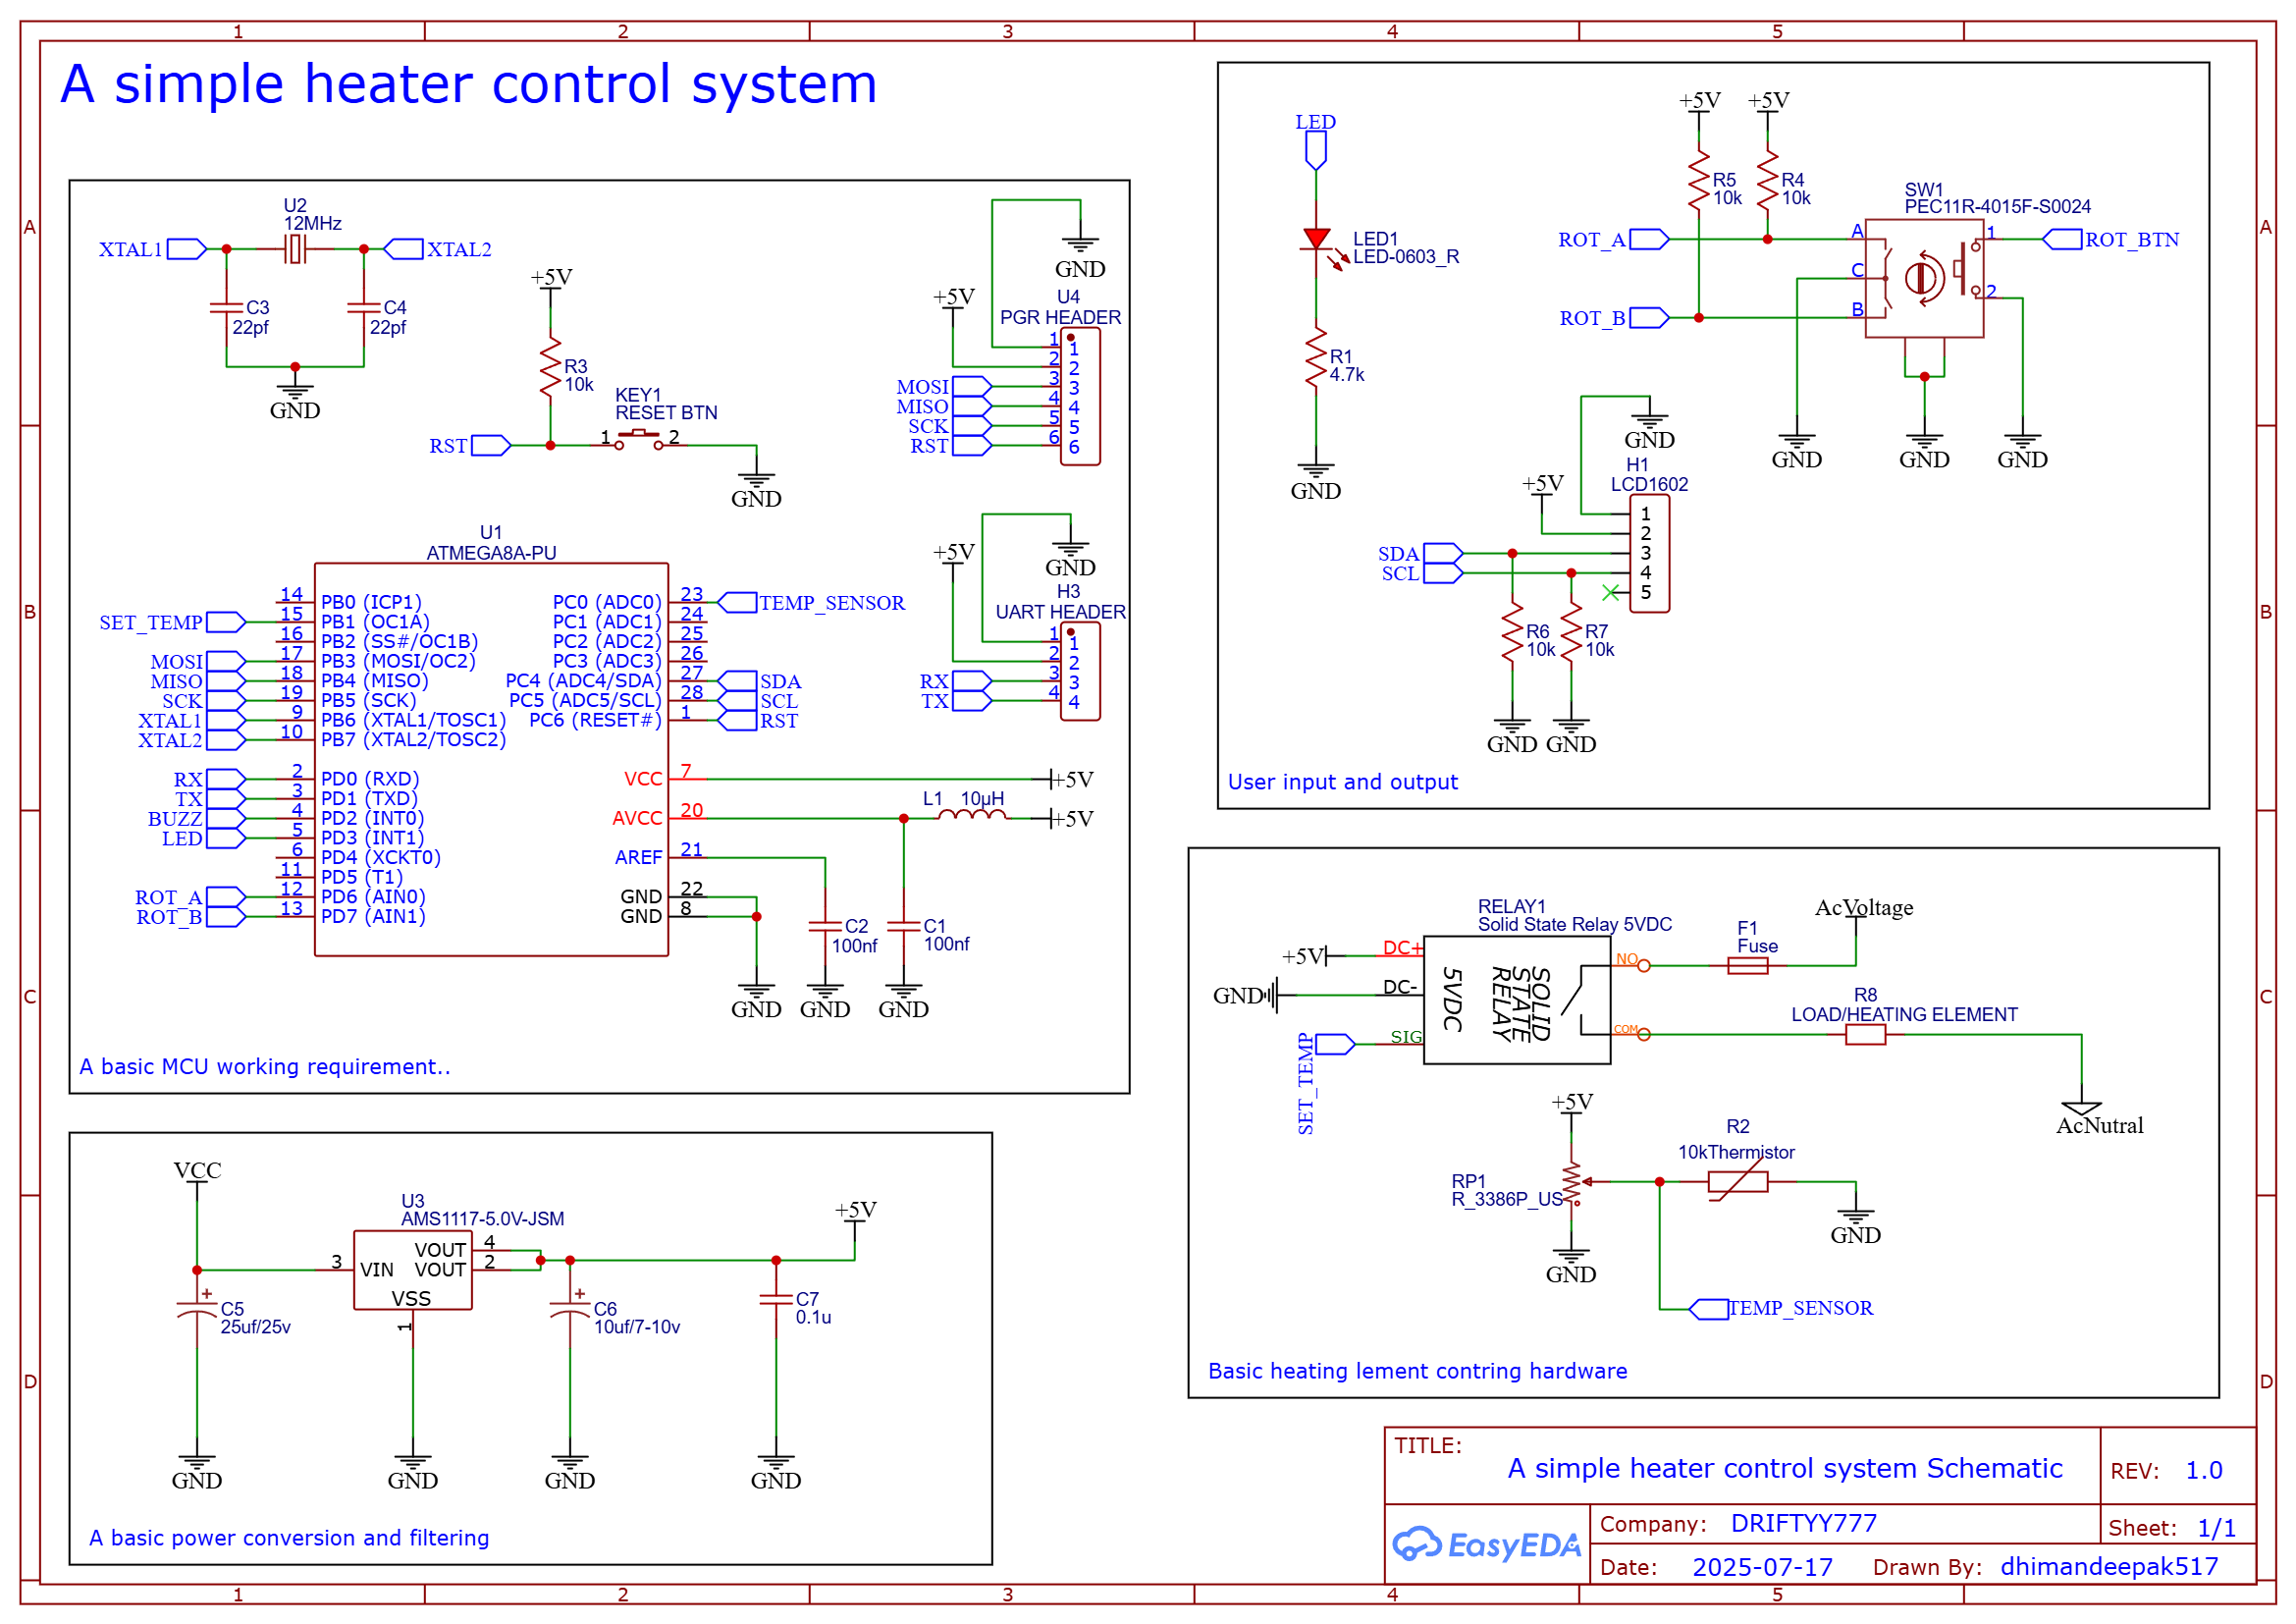 1 2 3 4 5
A simple heater control system
A
B
C
D
A
B
C
D
U2
12MHz
XTAL1
XTAL2
C3
22pf
C4
22pf
GND
+5V
R3
10k
KEY1
RESET BTN
RST
1
2
GND
GND
+5V
U4
PGR HEADER
1 1
2 2
MOSI 3 3
MISO 4 4
SCK 5 5
RST 6 6
+5V
GND
H3
UART HEADER
1 1
2 2
RX 3 3
TX 4 4
U1
ATMEGA8A-PU
14 PB0 (ICP1)
SET_TEMP 15 PB1 (OC1A)
16 PB2 (SS#/OC1B)
MOSI 17 PB3 (MOSI/OC2)
MISO 18 PB4 (MISO)
SCK 19 PB5 (SCK)
XTAL1 9 PB6 (XTAL1/TOSC1)
XTAL2 10 PB7 (XTAL2/TOSC2)
RX 2 PD0 (RXD)
TX 3 PD1 (TXD)
BUZZ 4 PD2 (INT0)
LED 5 PD3 (INT1)
6 PD4 (XCKT0)
11 PD5 (T1)
ROT_A 12 PD6 (AIN0)
ROT_B 13 PD7 (AIN1)
PC0 (ADC0) 23 TEMP_SENSOR
PC1 (ADC1) 24
PC2 (ADC2) 25
PC3 (ADC3) 26
PC4 (ADC4/SDA) 27 SDA
PC5 (ADC5/SCL) 28 SCL
PC6 (RESET#) 1 RST
VCC 7 +5V
AVCC 20 L1 10µH +5V
AREF 21
GND 22
GND 8
C2
100nf
C1
100nf
GND GND GND
A basic MCU working requirement..
VCC
U3
AMS1117-5.0V-JSM
+5V
3 VIN
VOUT 4
VOUT 2
VSS
1
C5
25uf/25v
C6
10uf/7-10v
C7
0.1u
GND GND GND GND
A basic power conversion and filtering
LED
LED1
LED-0603_R
R1
4.7k
GND
+5V +5V
R5
10k
R4
10k
SW1
PEC11R-4015F-S0024
ROT_A
ROT_B
A
C
B
1
2
ROT_BTN
GND GND GND
GND
H1
LCD1602
+5V
1
2
SDA 3
SCL 4
5
R6
10k
R7
10k
GND GND
User input and output
RELAY1
Solid State Relay 5VDC
+5V DC+
GND DC-
SET_TEMP SIG
5VDC
SOLID
STATE
RELAY
NO
COM
F1
Fuse
AcVoltage
R8
LOAD/HEATING ELEMENT
AcNutral
+5V
RP1
R_3386P_US
GND
R2
10kThermistor
GND
TEMP_SENSOR
Basic heating lement contring hardware
TITLE:
A simple heater control system Schematic
REV: 1.0
EasyEDA
Company: DRIFTYY777
Sheet: 1/1
Date: 2025-07-17
Drawn By: dhimandeepak517
1 2 3 4 5